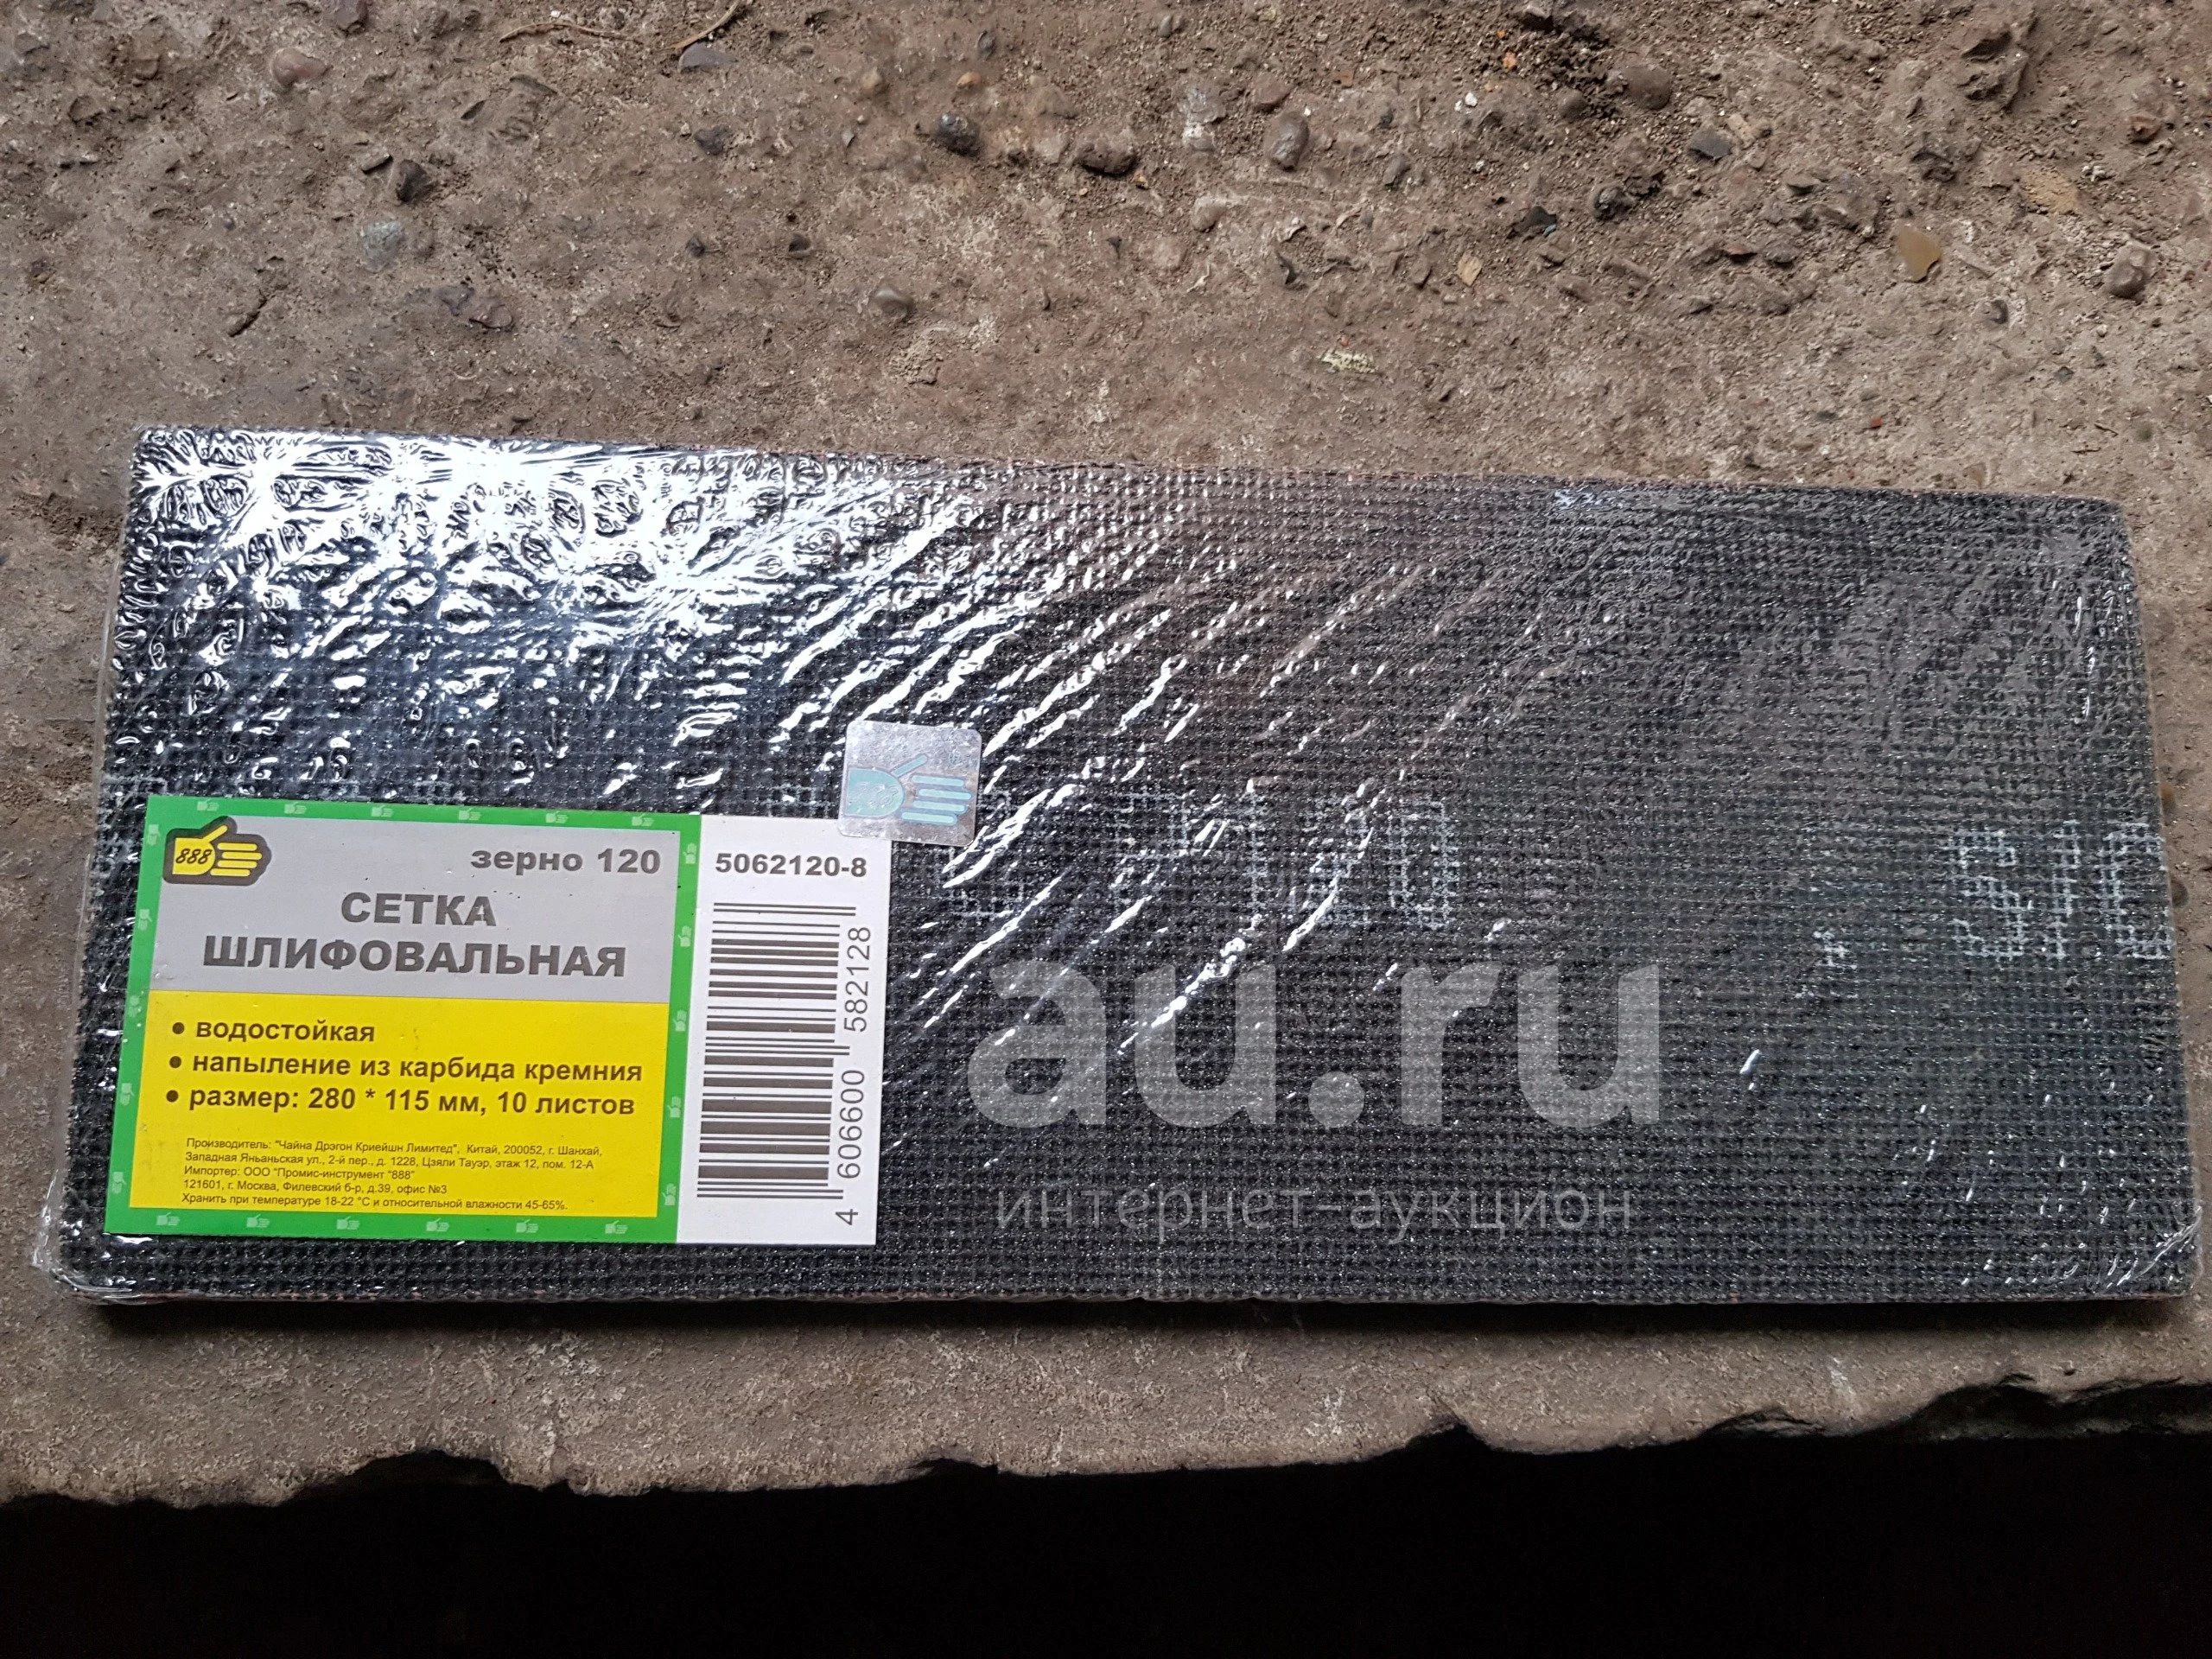 888
зерно 120
СЕТКА
ШЛИФОВАЛЬНАЯ
• водостойкая
• напыление из карбида кремния
• размер: 280 * 115 мм, 10 листов
Производитель: "Чайна Дрэгон Криейшн Лимитед", Китай, 200052, г. Шанхай,
Западная Яньаньская ул., 2-й пер., д. 1228, Цзяли Тауэр, этаж 12, пом. 12-А
Импортер: ООО "Промис-инструмент "888"
121601, г. Москва, Филевский б-р, д.39, офис №3
Хранить при температуре 18-22 °С и относительной влажности 45-65%.
5062120-8
4 606600 582128
au.ru
интернет-аукцион